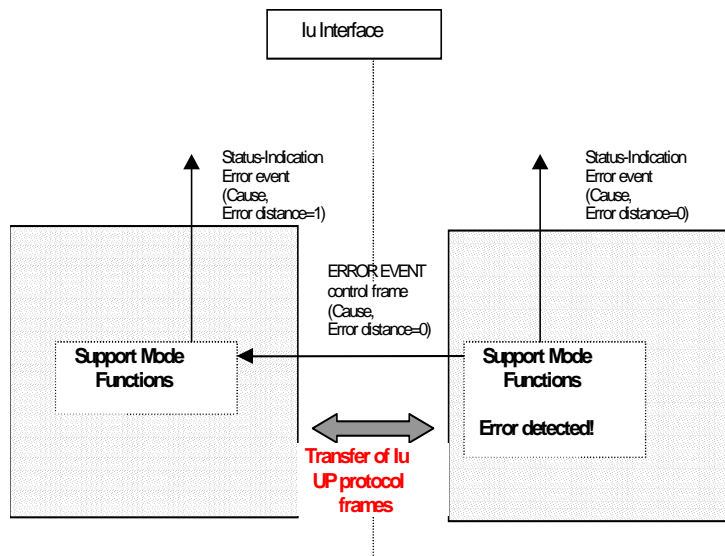 Iu Interface
Status-Indication
Error event
(Cause,
Error distance=1)
Status-Indication
Error event
(Cause,
Error distance=0)
ERROR EVENT
control frame
(Cause,
Error distance=0)
Support Mode
Functions
Support Mode
Functions
Error detected!
Transfer of Iu
UP protocol
frames